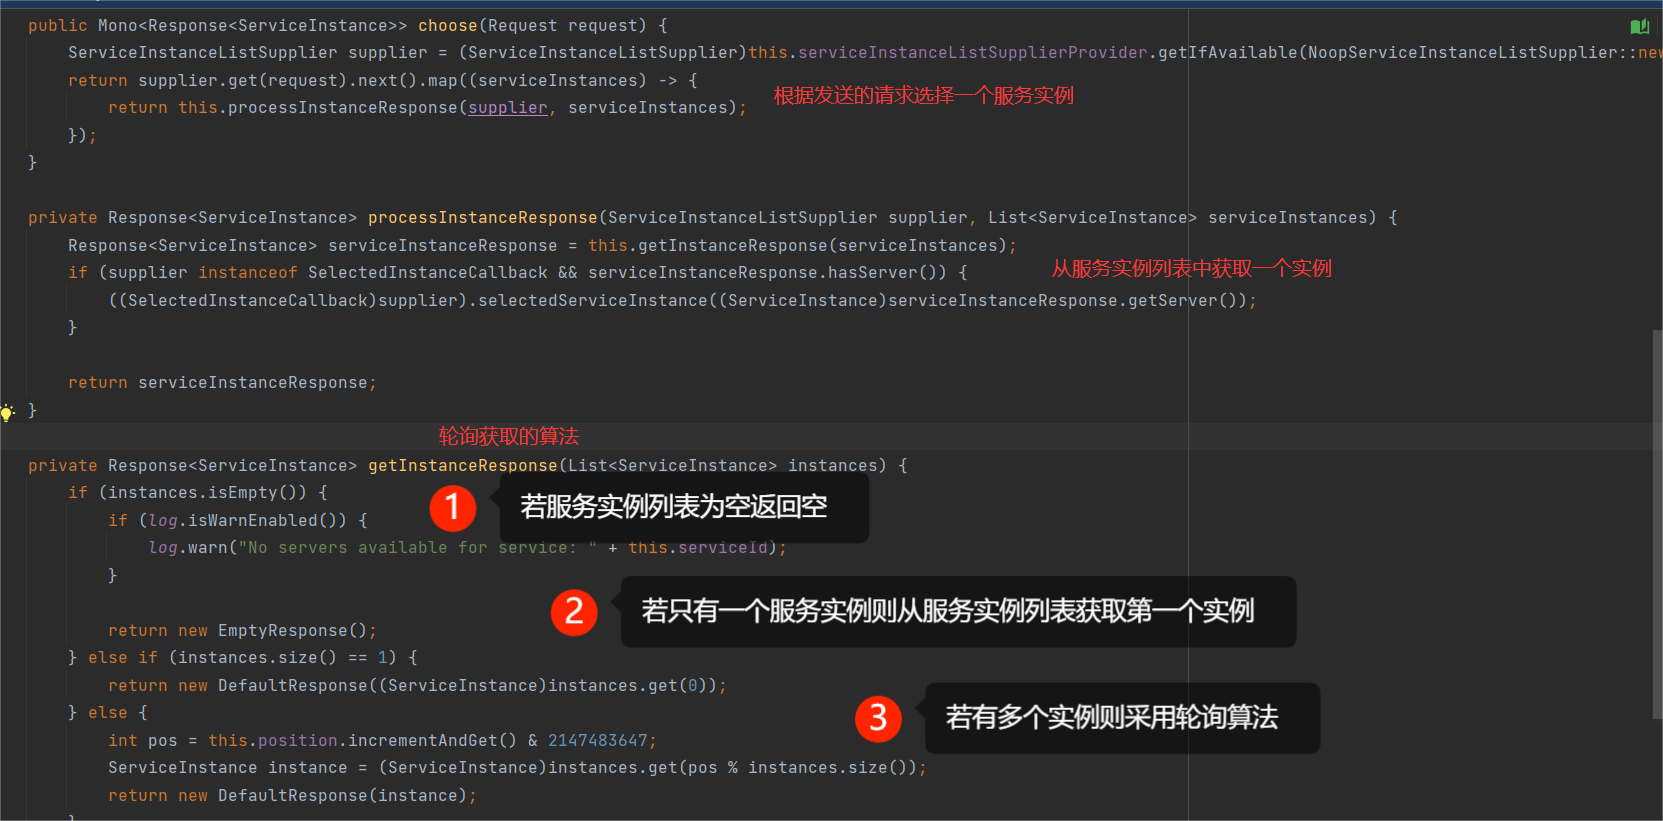 public Mono<Response<ServiceInstance>> choose(Request request) {
ServiceInstanceListSupplier supplier = (ServiceInstanceListSupplier)this.serviceInstanceListSupplierProvider.getIfAvailable(NoopServiceInstanceListSupplier::new
return supplier.get(request).next().map((serviceInstances) -> {
根据发送的请求选择一个服务实例
return this.processInstanceResponse(supplier, serviceInstances);
});
}
private Response<ServiceInstance> processInstanceResponse(ServiceInstanceListSupplier supplier, List<ServiceInstance> serviceInstances) {
Response<ServiceInstance> serviceInstanceResponse = this.getInstanceResponse(serviceInstances);
if (supplier instanceof SelectedInstanceCallback && serviceInstanceResponse.hasServer()) {
从服务实例列表中获取一个实例
((SelectedInstanceCallback)supplier).selectedServiceInstance((ServiceInstance)serviceInstanceResponse.getServer());
}
return serviceInstanceResponse;
}
轮询获取的算法
private Response<ServiceInstance> getInstanceResponse(List<ServiceInstance> instances) {
if (instances.isEmpty()) {
1 若服务实例列表为空返回空
if (log.isWarnEnabled()) {
log.warn("No servers available for service: " + this.serviceId);
}
2 若只有一个服务实例则从服务实例列表获取第一个实例
return new EmptyResponse();
} else if (instances.size() == 1) {
return new DefaultResponse((ServiceInstance)instances.get(0));
3 若有多个实例则采用轮询算法
} else {
int pos = this.position.incrementAndGet() & 2147483647;
ServiceInstance instance = (ServiceInstance)instances.get(pos % instances.size());
return new DefaultResponse(instance);
}